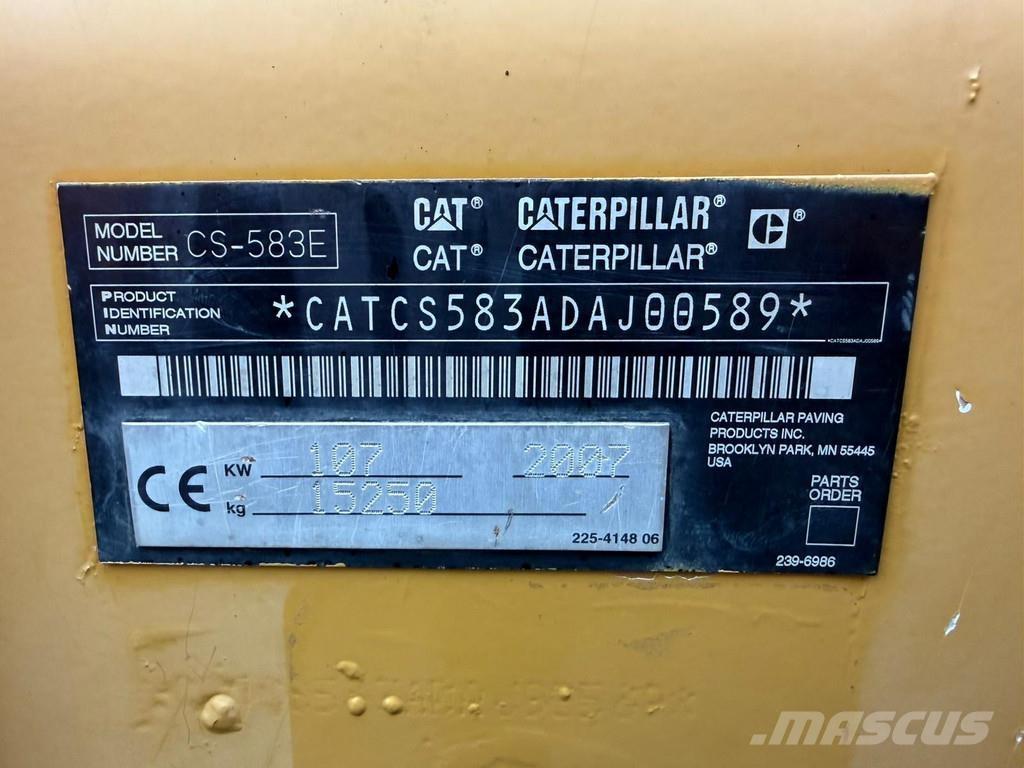 MODEL
NUMBER CS-583E
CAT® CATERPILLAR® C®
CAT® CATERPILLAR®
PRODUCT
IDENTIFICATION
NUMBER
*CATCS583ADAJ00589*
*CATCS583ADAJ00589*
CATERPILLAR PAVING
PRODUCTS INC.
BROOKLYN PARK, MN 55445
USA
CE
KW 107 2007
kg 15250
225-4148 06
PARTS
ORDER
239-6986
MASCUS